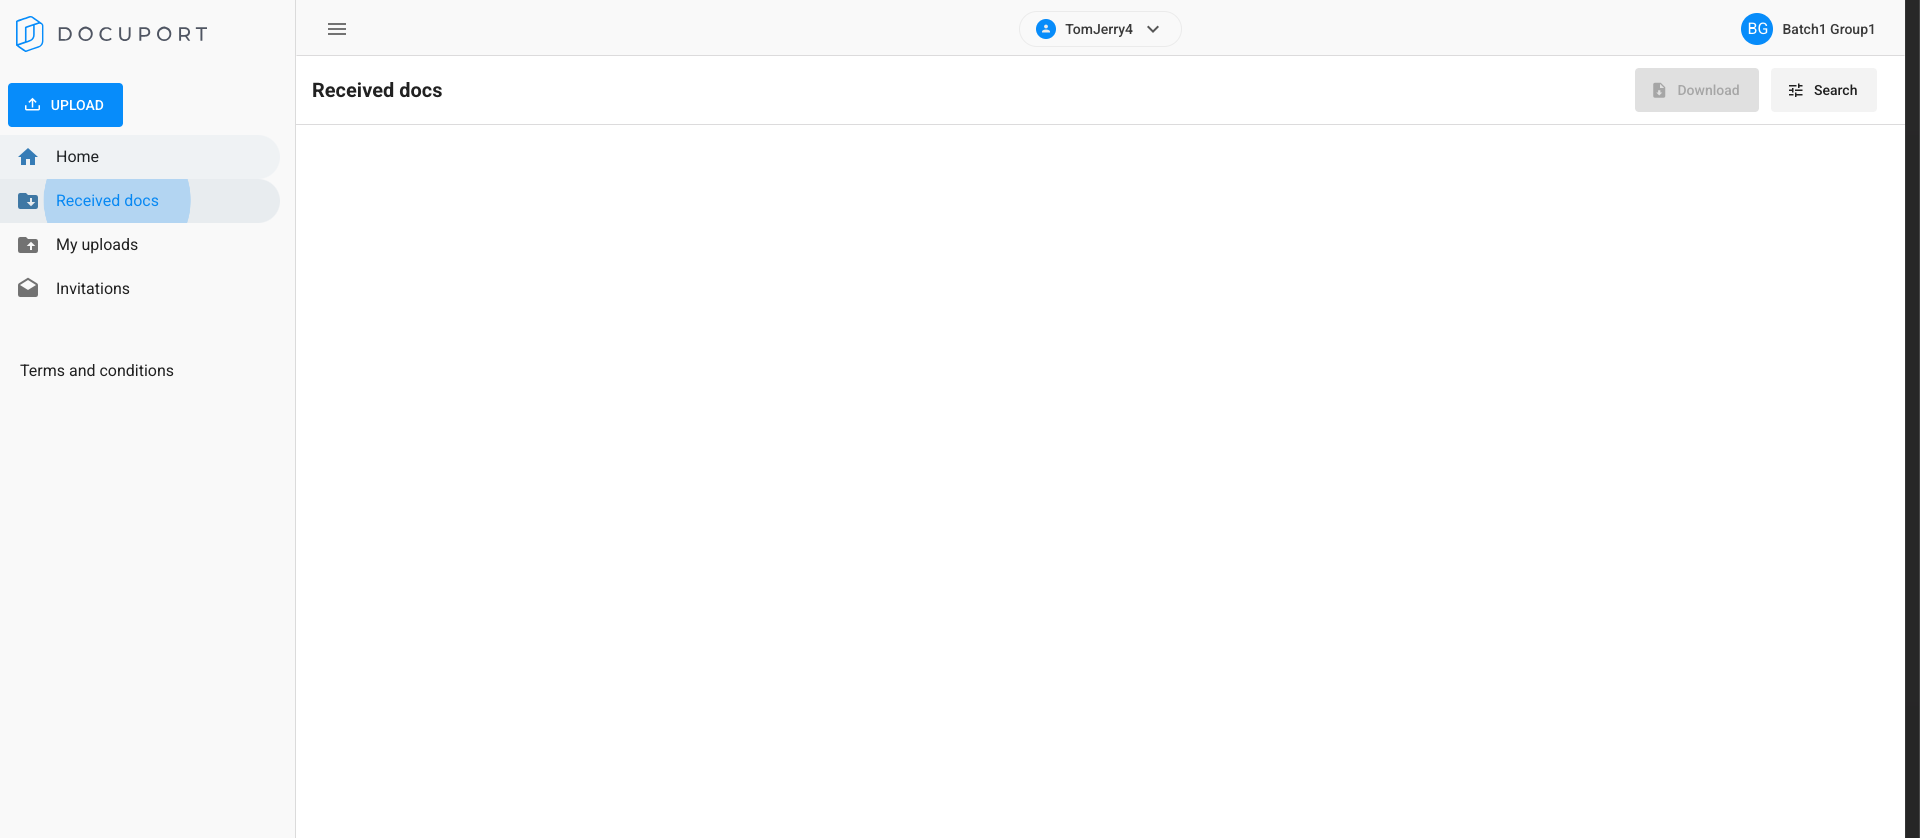 DOCUPORT
TomJerry4
BG Batch1 Group1
UPLOAD
Home
Received docs
My uploads
Invitations
Terms and conditions
Received docs
Download
Search